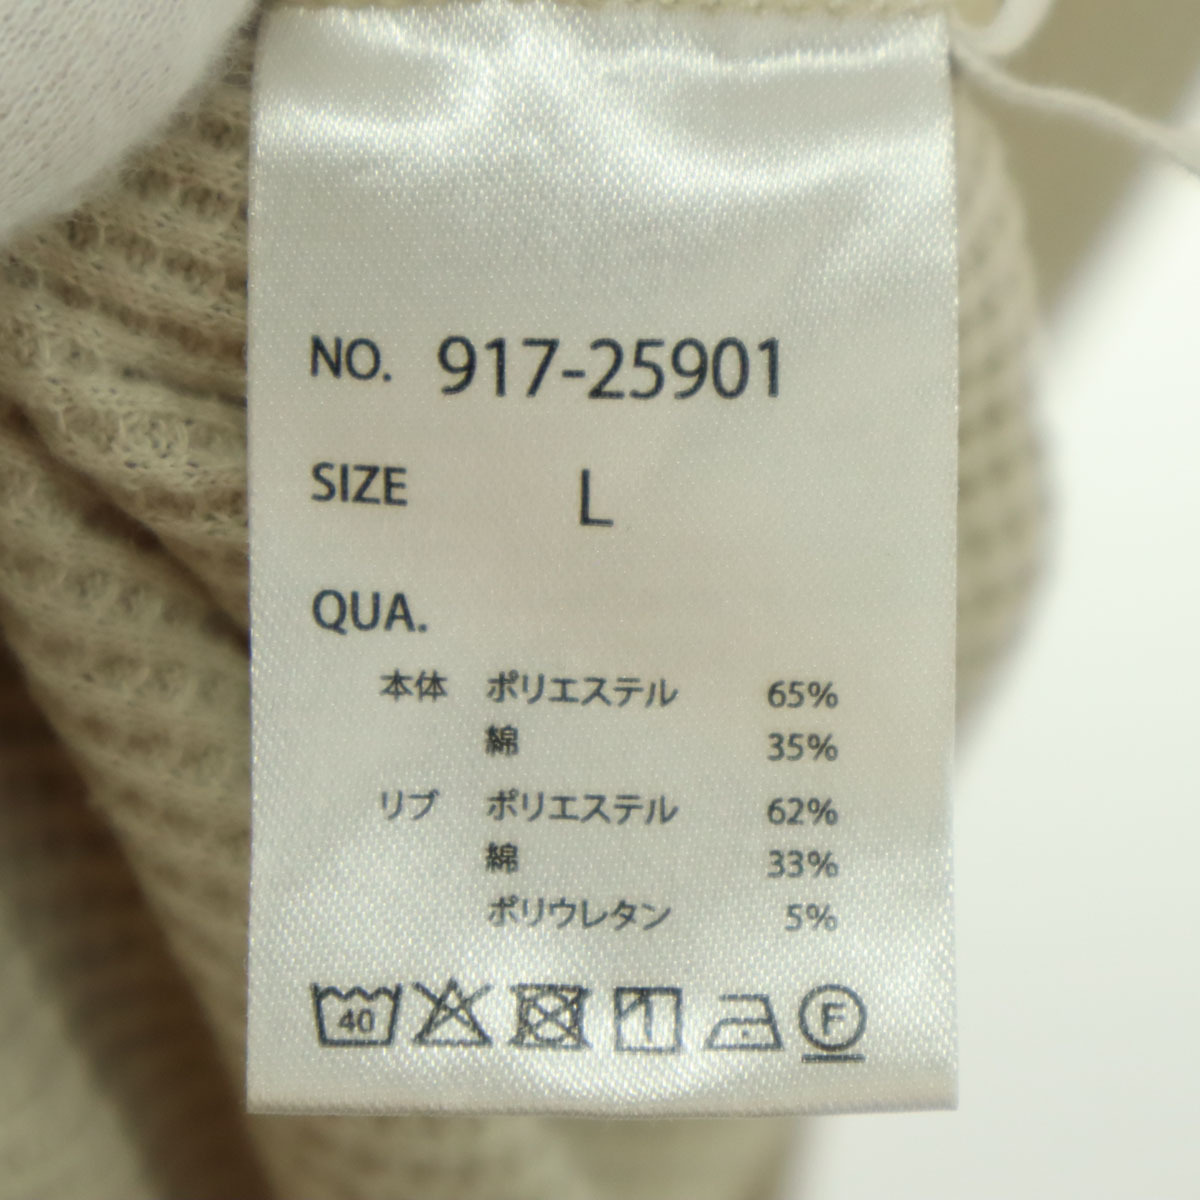 NO. 917-25901
SIZE L
QUA.
本体 ポリエステル 65%
綿 35%
リブ ポリエステル 62%
綿 33%
ポリウレタン 5%
40 F